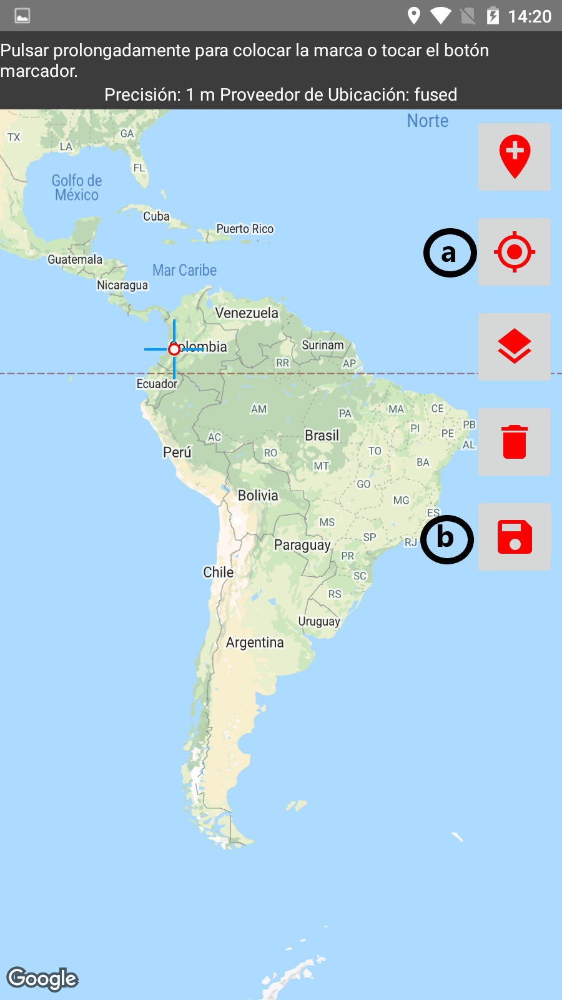 14:20
Pulsar prolongadamente para colocar la marca o tocar el botón
marcador.
Precisión: 1 m Proveedor de Ubicación: fused
Norte
TX
GA
LA
FL
Golfo de
México
Cuba
Puerto Rico
Guatemala
Mar Caribe
Nicaragua
a
Venezuela
Colombia
Surinam
RR
AP
Ecuador
AM
PA
MA
CE
PB
PI
PE
AL
AC
Brasil
Perú
RO
TO
BA
MT
GO
Bolivia
MG
ES
MS
b
SP
RJ
Paraguay
PR
Chile
SC
RS
Uruguay
Argentina
Google